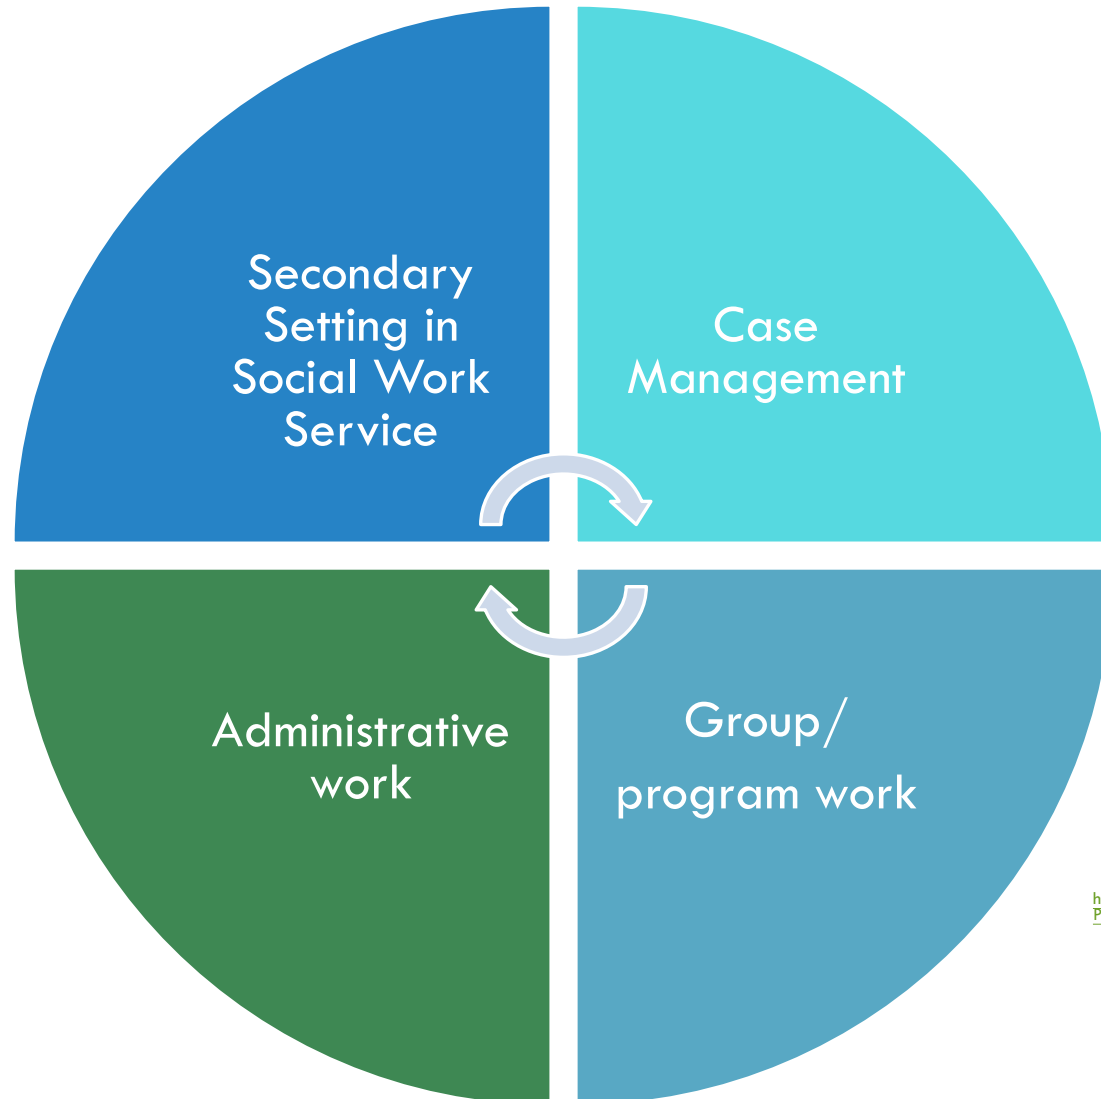 Secondary
Setting in
Social Work
Service
Case
Management
Administrative
work
Group/
program work
h
P